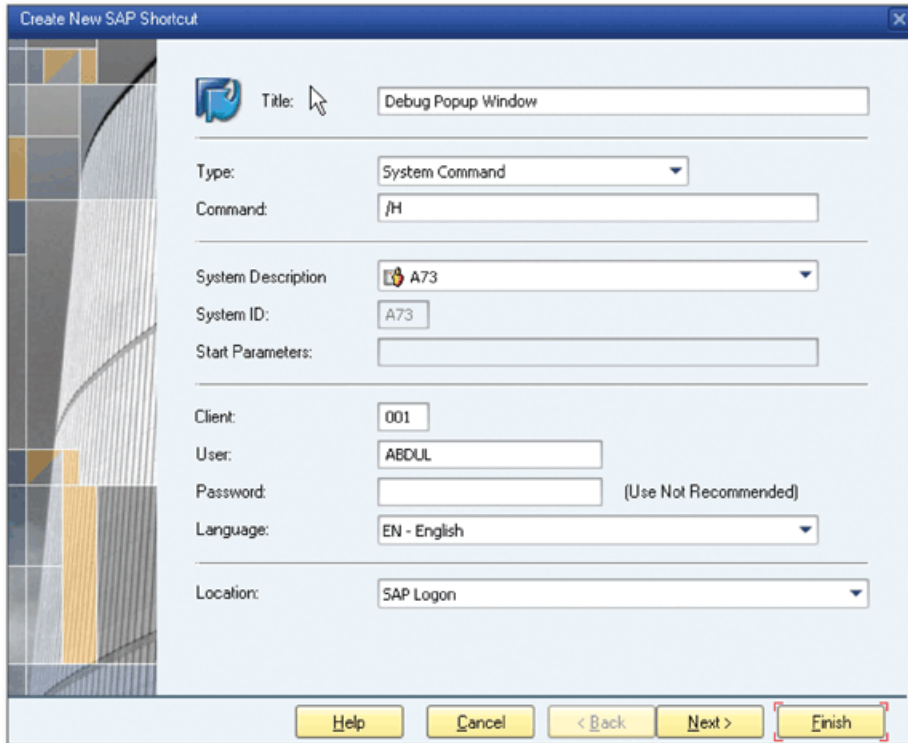 Create New SAP Shortcut
Title: Debug Popup Window
Type: System Command
Command: /H
System Description A73
System ID: A73
Start Parameters:
Client: 001
User: ABDUL
Password: (Use Not Recommended)
Language: EN - English
Location: SAP Logon
Help Cancel < Back Next > Finish